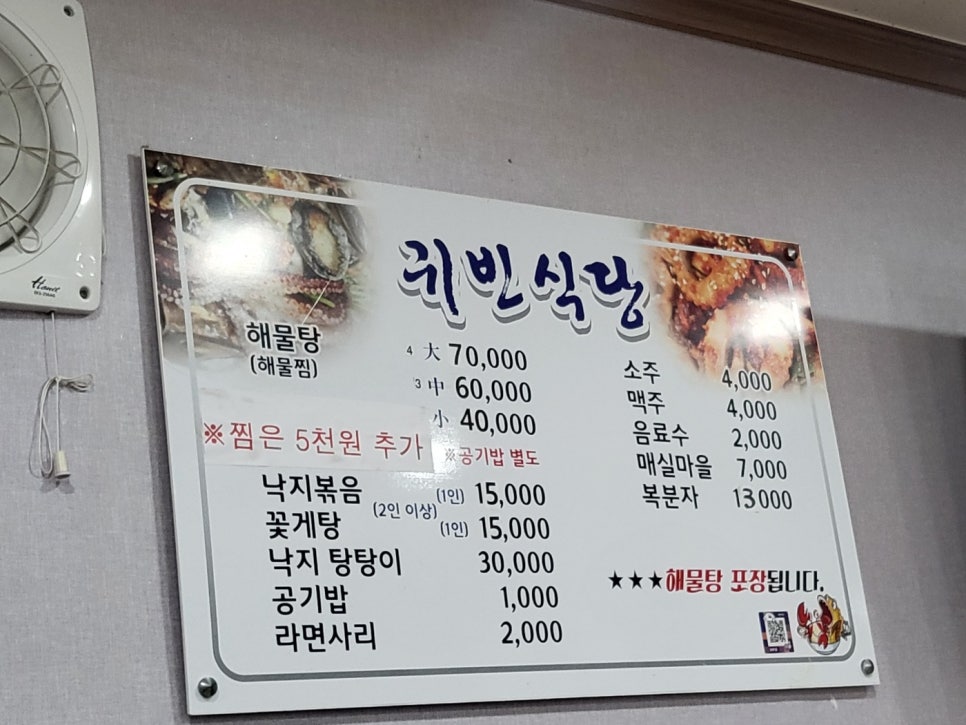 귀빈식당
해물탕
(해물찜)
4 大 70,000
3 中 60,000
小 40,000
※찜은 5천원 추가
※공기밥 별도
낙지볶음 (1인) 15,000
(2인 이상)
꽃게탕 (1인) 15,000
낙지 탕탕이 30,000
공기밥 1,000
라면사리 2,000
소주 4,000
맥주 4,000
음료수 2,000
매실마을 7,000
복분자 13,000
★★★해물탕 포장됩니다.